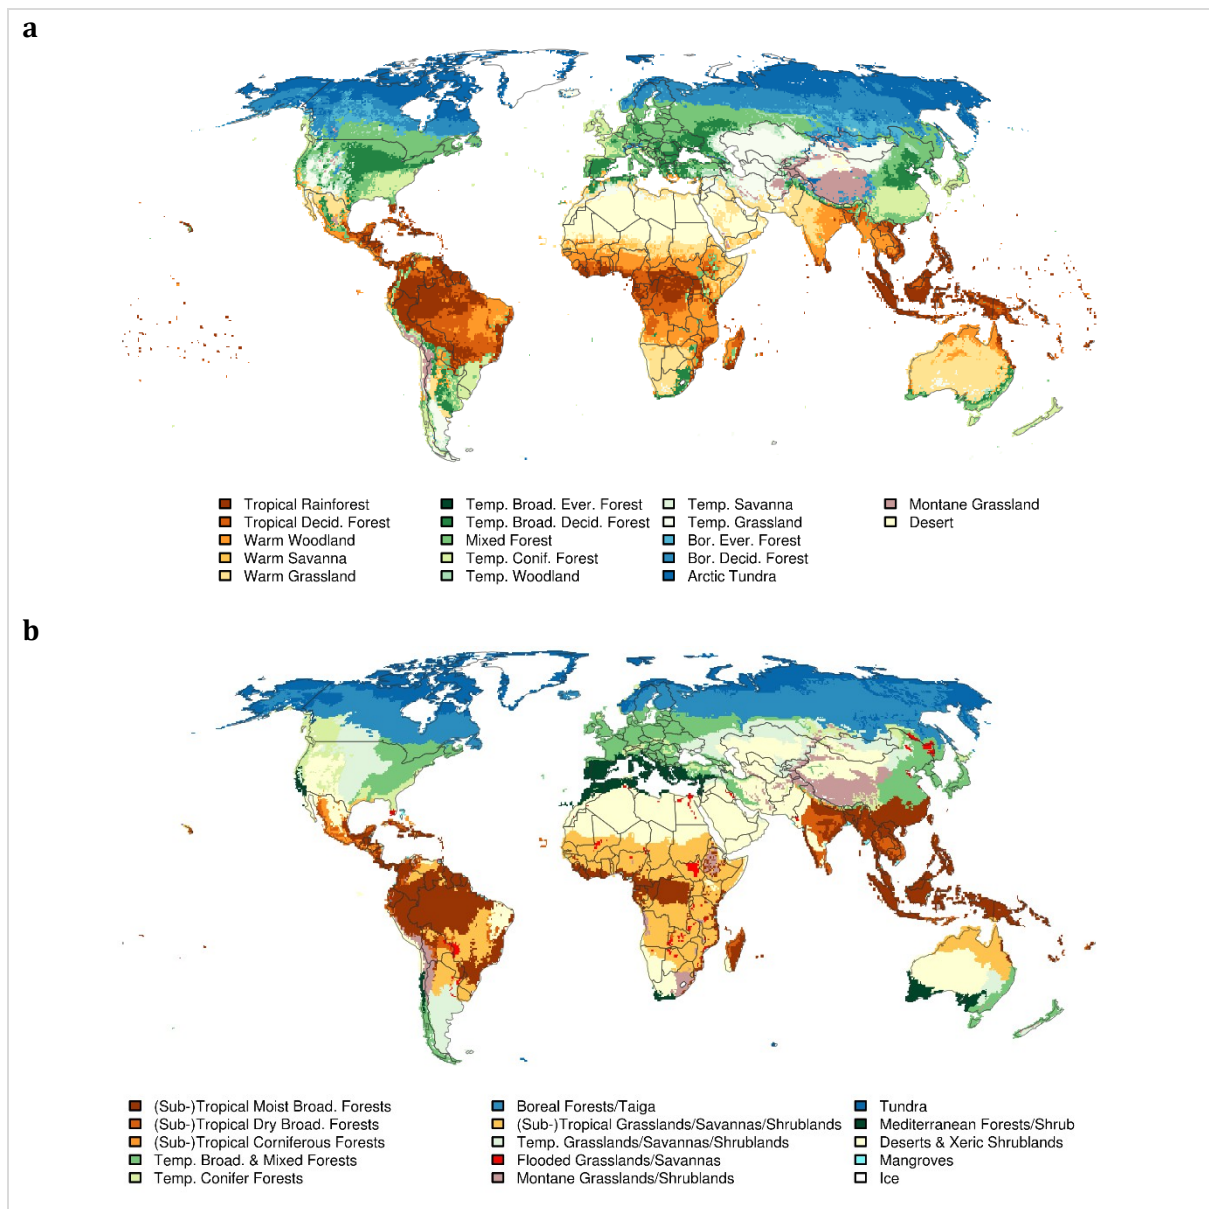 a
Tropical Rainforest
Tropical Decid. Forest
Warm Woodland
Warm Savanna
Warm Grassland
Temp. Broad. Ever. Forest
Temp. Broad. Decid. Forest
Mixed Forest
Temp. Conif. Forest
Temp. Woodland
Temp. Savanna
Temp. Grassland
Bor. Ever. Forest
Bor. Decid. Forest
Arctic Tundra
Montane Grassland
Desert
b
(Sub-)Tropical Moist Broad. Forests
(Sub-)Tropical Dry Broad. Forests
(Sub-)Tropical Corniferous Forests
Temp. Broad. & Mixed Forests
Temp. Conifer Forests
Boreal Forests/Taiga
(Sub-)Tropical Grasslands/Savannas/Shrublands
Temp. Grasslands/Savannas/Shrublands
Flooded Grasslands/Savannas
Montane Grasslands/Shrublands
Tundra
Mediterranean Forests/Shrub
Deserts & Xeric Shrublands
Mangroves
Ice